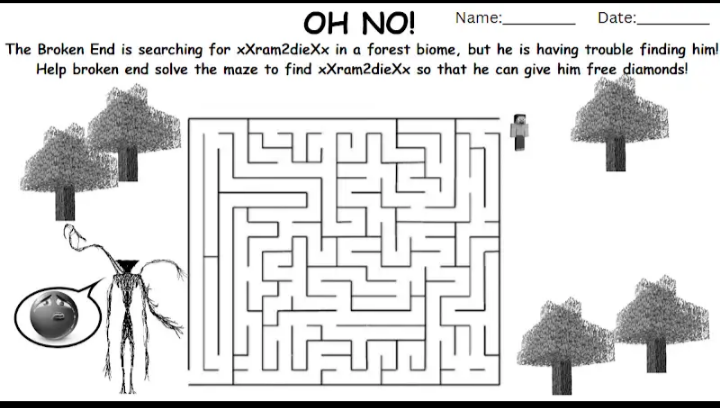 OH NO!
Name:_________ Date:_________
The Broken End is searching for xXram2dieXx in a forest biome, but he is having trouble finding him!
Help broken end solve the maze to find xXram2dieXx so that he can give him free diamonds!